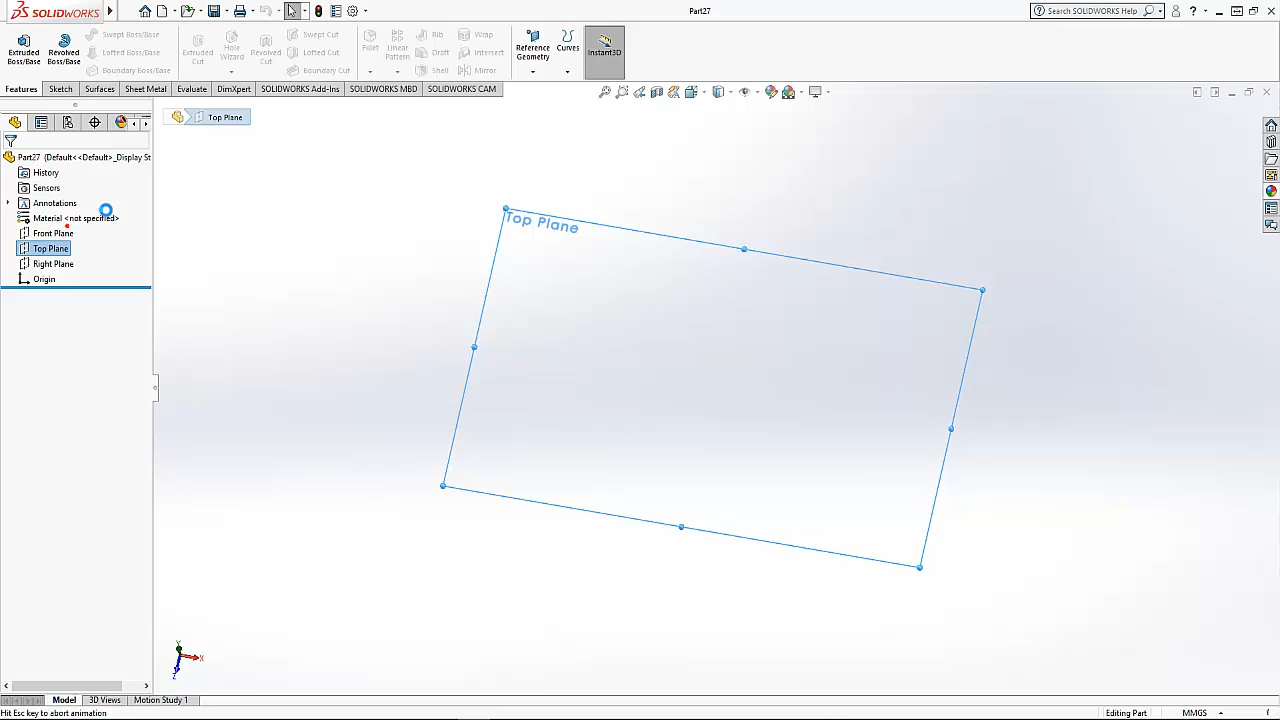 SOLIDWORKS
Part27
Search SOLIDWORKS Help
Extruded Boss/Base
Revolved Boss/Base
Swept Boss/Base
Lofted Boss/Base
Boundary Boss/Base
Extruded Cut
Hole Wizard
Revolved Cut
Swept Cut
Lofted Cut
Boundary Cut
Fillet
Linear Pattern
Rib
Draft
Shell
Wrap
Intersect
Mirror
Reference Geometry
Curves
Instant3D
Features
Sketch
Surfaces
Sheet Metal
Evaluate
DimXpert
SOLIDWORKS Add-Ins
SOLIDWORKS MBD
SOLIDWORKS CAM
Top Plane
Part27 (Default<<Default>_Display St
History
Sensors
Annotations
Material <not specified>
Front Plane
Top Plane
Right Plane
Origin
Top Plane
Y
X
Z
Model
3D Views
Motion Study 1
Hit Esc key to abort animation
Editing Part
MMGS